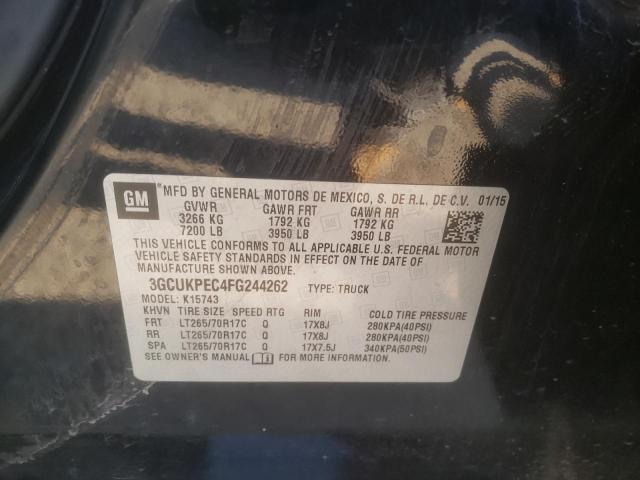 GM
MFD BY GENERAL MOTORS DE MEXICO, S. DE R.L. DE C.V. 01/15
GVWR GAWR FRT GAWR RR
3266 KG 1792 KG 1792 KG
7200 LB 3950 LB 3950 LB
THIS VEHICLE CONFORMS TO ALL APPLICABLE U.S. FEDERAL MOTOR
VEHICLE SAFETY STANDARDS IN EFFECT ON THE DATE OF
MANUFACTURE SHOWN ABOVE.
3GCUKPEC4FG244262 TYPE: TRUCK
MODEL: K15743
KHVN TIRE SIZE SPEED RTG RIM COLD TIRE PRESSURE
FRT LT265/70R17C Q 17X8J 280KPA(40PSI)
RR LT265/70R17C Q 17X8J 280KPA(40PSI)
SPA LT265/70R17C Q 17X7.5J 340KPA(50PSI)
SEE OWNER'S MANUAL FOR MORE INFORMATION.